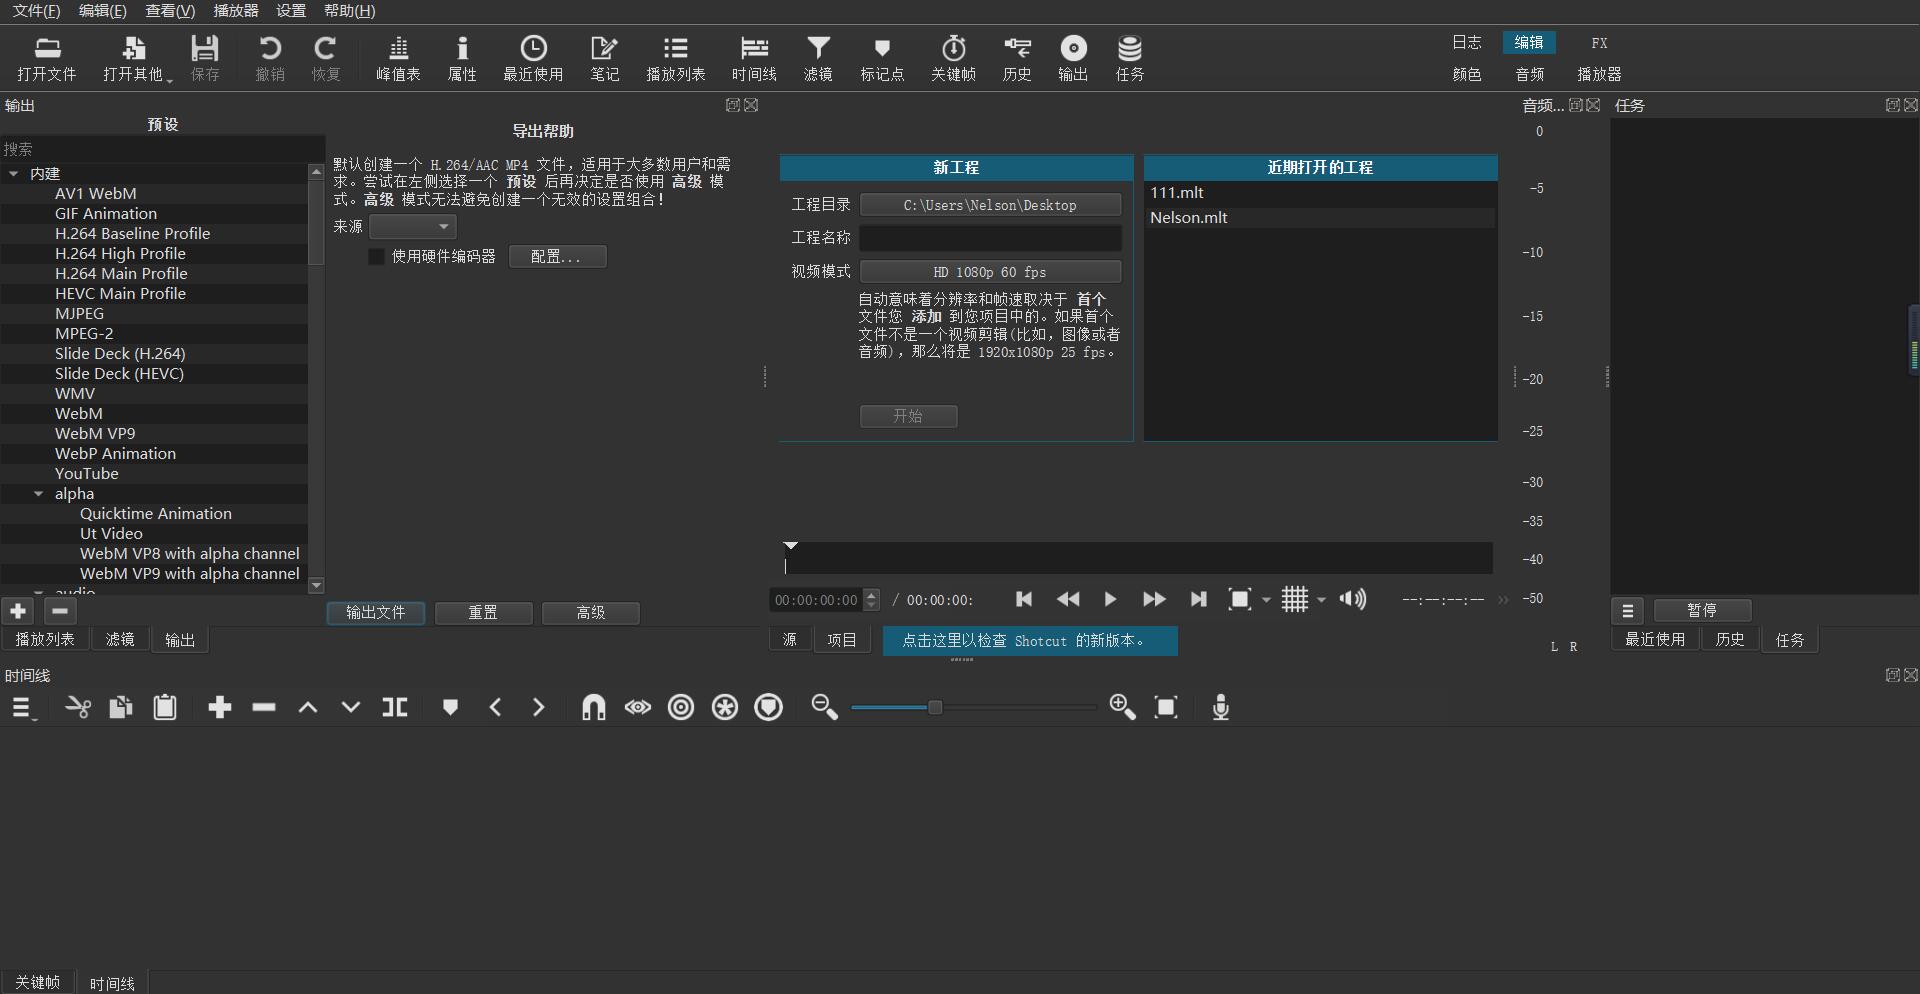 文件(F) 编辑(E) 查看(V) 播放器 设置 帮助(H)
打开文件 打开其他 保存 撤销 恢复 峰值表 属性 最近使用 笔记 播放列表 时间线 滤镜 标记点 关键帧 历史 输出 任务
日志 编辑 FX
颜色 音频 播放器
输出
预设
搜索
内建
AV1 WebM
GIF Animation
H.264 Baseline Profile
H.264 High Profile
H.264 Main Profile
HEVC Main Profile
MJPEG
MPEG-2
Slide Deck (H.264)
Slide Deck (HEVC)
WMV
WebM
WebM VP9
WebP Animation
YouTube
alpha
Quicktime Animation
Ut Video
WebM VP8 with alpha channel
WebM VP9 with alpha channel
audio
播放列表 滤镜 输出
导出帮助
默认创建一个 H.264/AAC MP4 文件，适用于大多数用户和需
求。尝试在左侧选择一个 预设 后再决定是否使用 高级 模
式。高级 模式无法避免创建一个无效的设置组合！
来源
使用硬件编码器 配置...
输出文件 重置 高级
新工程
工程目录 C:\Users\Nelson\Desktop
工程名称
视频模式 HD 1080p 60 fps
自动意味着分辨率和帧速取决于 首个
文件您 添加 到您项目中的。如果首个
文件不是一个视频剪辑(比如，图像或者
音频)，那么将是 1920x1080p 25 fps。
开始
近期打开的工程
111.mlt
Nelson.mlt
00:00:00:00 / 00:00:00: --:--:--:-- »
源 项目 点击这里以检查 Shotcut 的新版本。
音频...
0
-5
-10
-15
-20
-25
-30
-35
-40
-50
L R
任务
暂停
最近使用 历史 任务
时间线
关键帧 时间线